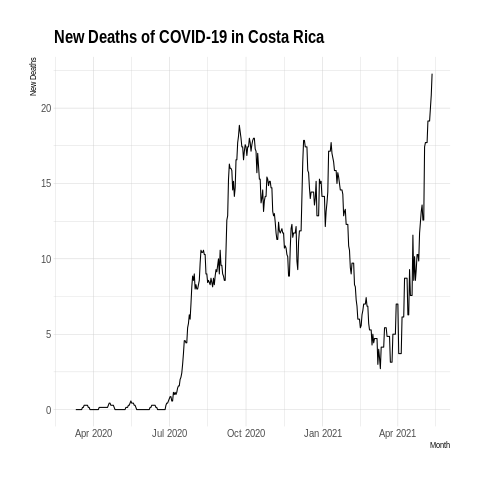 New Deaths of COVID-19 in Costa Rica
New Deaths
20
15
10
5
0
Apr 2020
Jul 2020
Oct 2020
Jan 2021
Apr 2021
Month